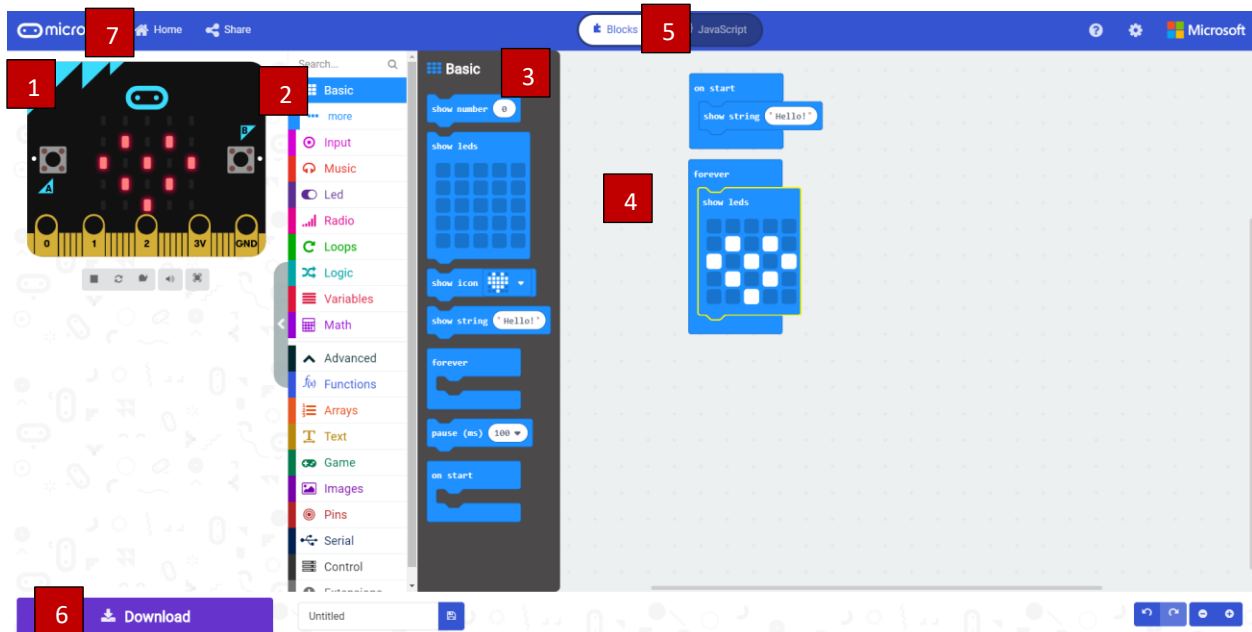 micro
7
Home
Share
Blocks
5
JavaScript
Microsoft
1
A
B
0
1
2
3V
GND
2
Search...
Basic
more
Input
Music
Led
Radio
Loops
Logic
Variables
Math
Advanced
f(x) Functions
Arrays
Text
Game
Images
Pins
Serial
Control
Extensions
Basic
3
show number 0
show leds
show icon
show string "Hello!"
forever
pause (ms) 100
on start
4
on start
show string "Hello!"
forever
show leds
6
Download
Untitled